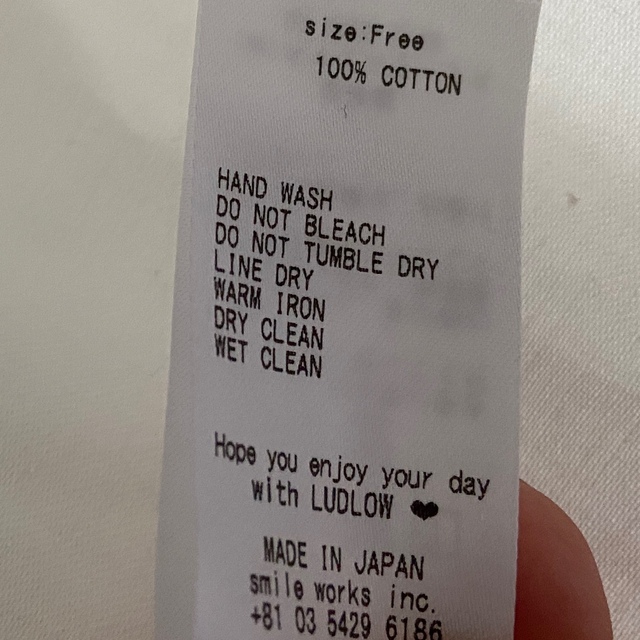 size:Free
100% COTTON
HAND WASH
DO NOT BLEACH
DO NOT TUMBLE DRY
LINE DRY
WARM IRON
DRY CLEAN
WET CLEAN
Hope you enjoy your day
with LUDLOW ♥
MADE IN JAPAN
smile works inc.
+81 03 5429 6186